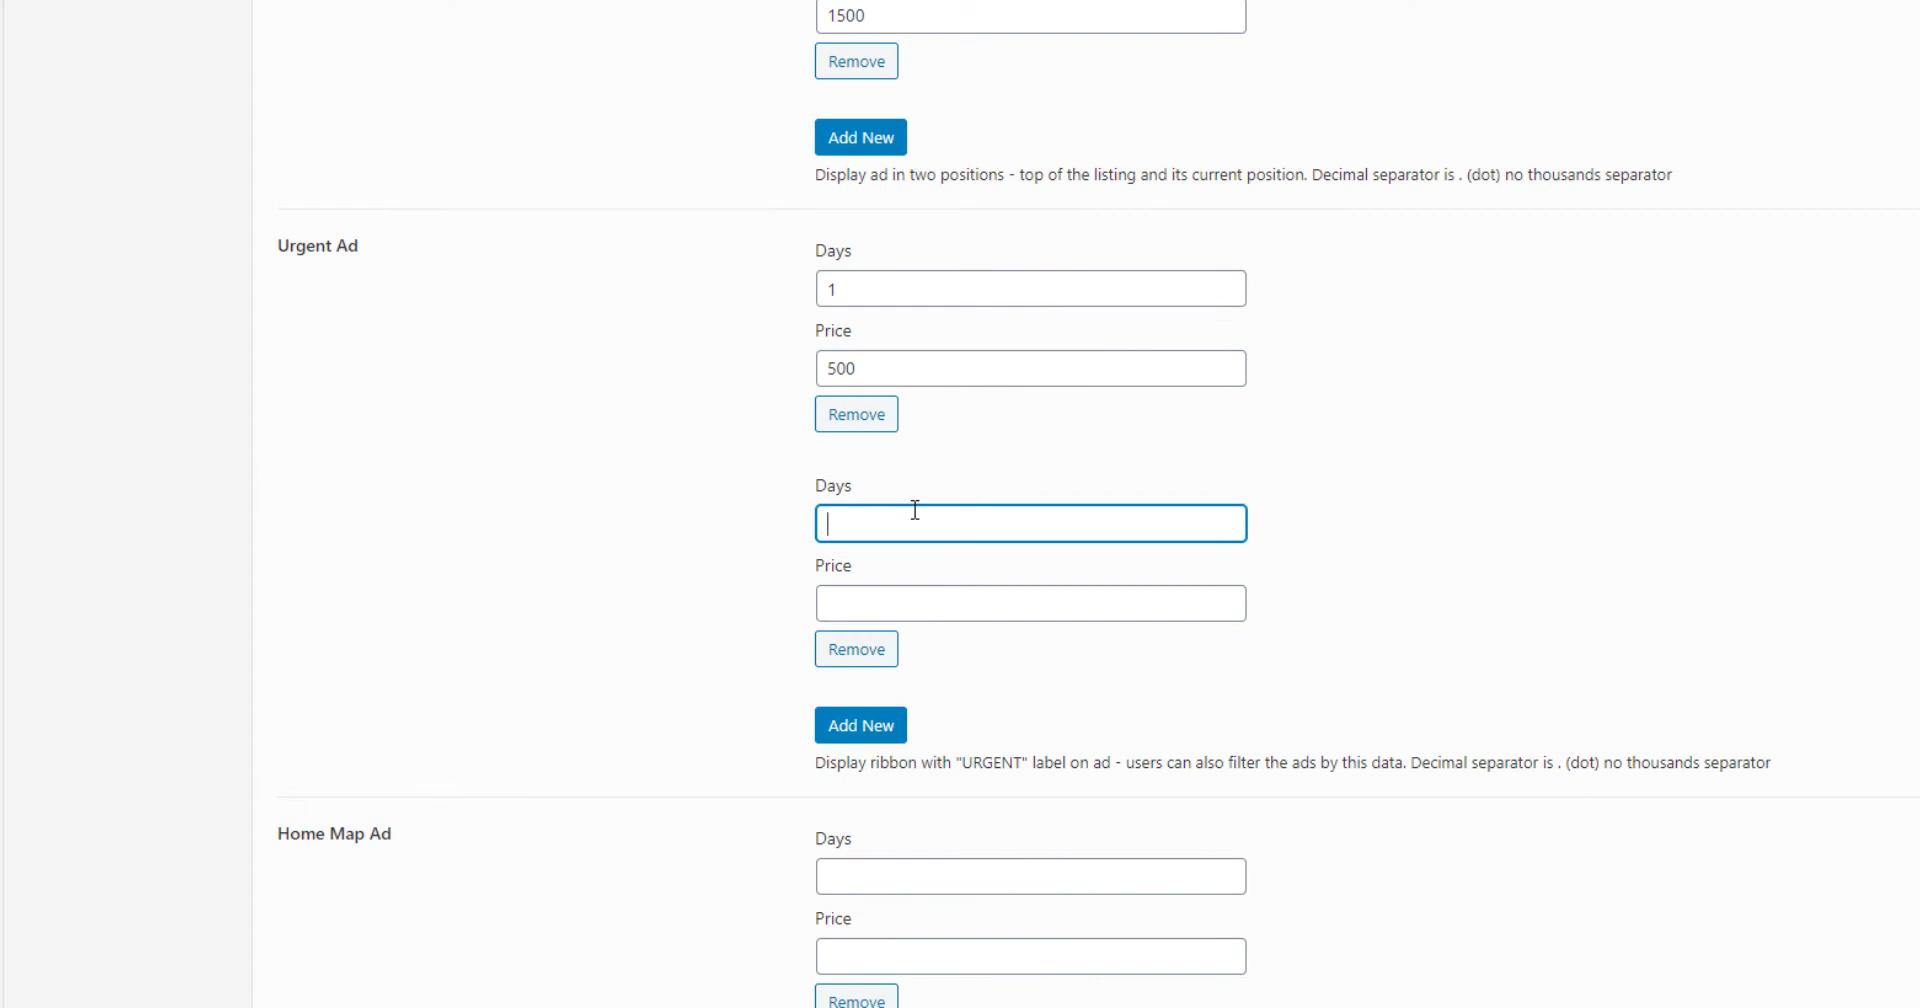 1500
Remove
Add New
Display ad in two positions - top of the listing and its current position. Decimal separator is . (dot) no thousands separator
Urgent Ad
Days
1
Price
500
Remove
Days
Price
Remove
Add New
Display ribbon with "URGENT" label on ad - users can also filter the ads by this data. Decimal separator is . (dot) no thousands separator
Home Map Ad
Days
Price
Remove